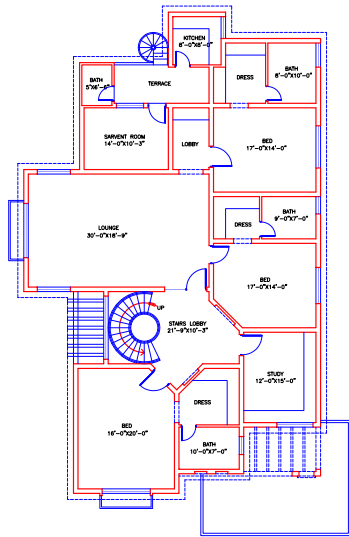 KITCHEN
8'-0"X8'-0"
BATH
8'-0"X10'-0"
DRESS
BATH
5'X6'-6"
TERRACE
SARVENT ROOM
14'-0"X10'-3"
LOBBY
BED
17'-0"X14'-0"
BATH
9'-0"X7'-0"
DRESS
LOUNGE
30'-0"X18'-9"
BED
17'-0"X14'-0"
UP
STAIRS LOBBY
21'-9"X10'-3"
STUDY
12'-0"X15'-0"
DRESS
BED
16'-0"X20'-0"
BATH
10'-0"X7'-0"